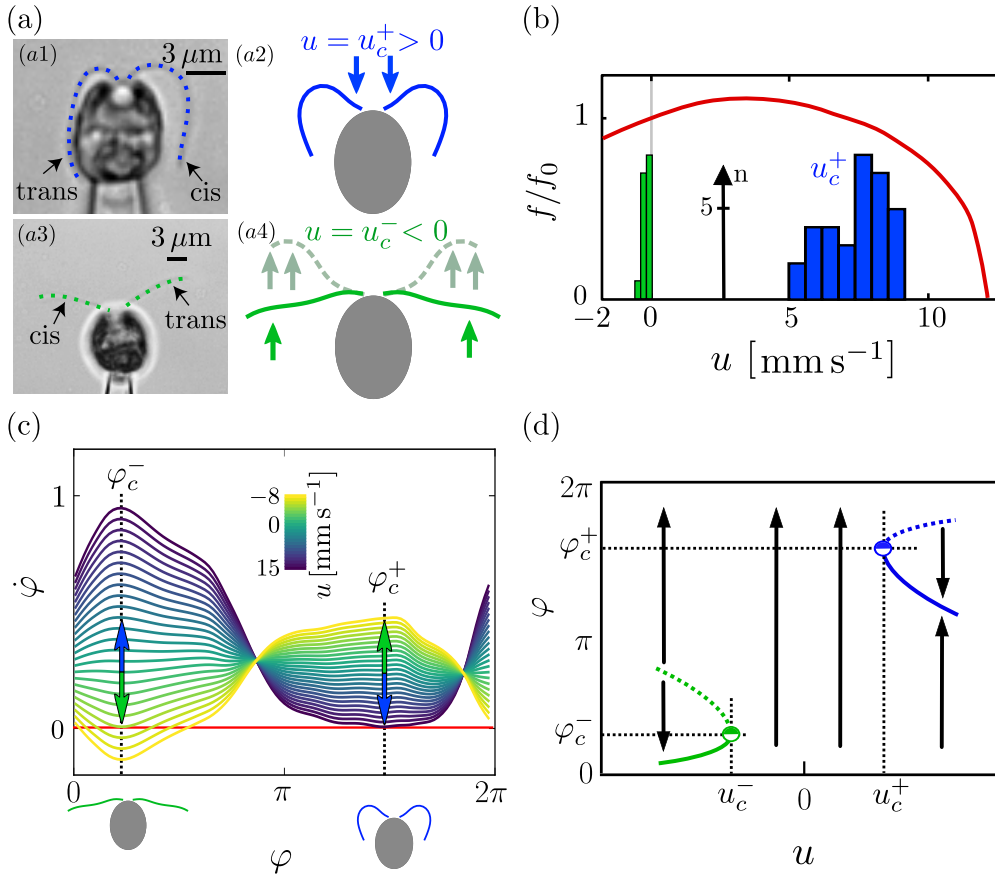 (a)
(a1)
3 μm
trans
cis
(a2)
u = u_c^+ > 0
(a3)
3 μm
cis
trans
(a4)
u = u_c^- < 0
(b)
f/f_0
1
0
n
5
u_c^+
−2
0
5
10
u [mm s^{−1}]
(c)
φ_c^-
φ_c^+
−8
0
15
u [mm s^{−1}]
1
0
φ̇
0
π
2π
φ
(d)
2π
φ_c^+
φ
π
φ_c^-
0
u_c^-
0
u_c^+
u